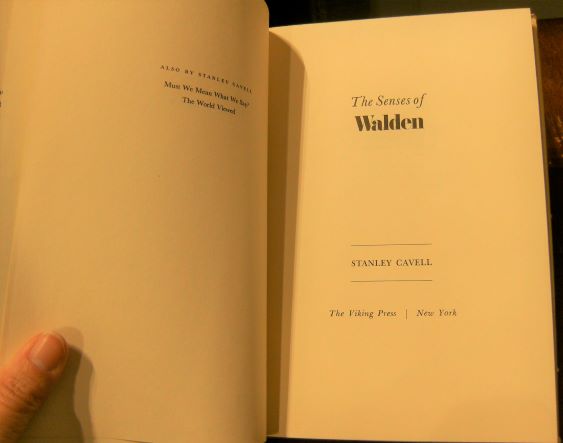 ALSO BY STANLEY CAVELL
Must We Mean What We Say?
The World Viewed
The Senses of
Walden
STANLEY CAVELL
The Viking Press | New York